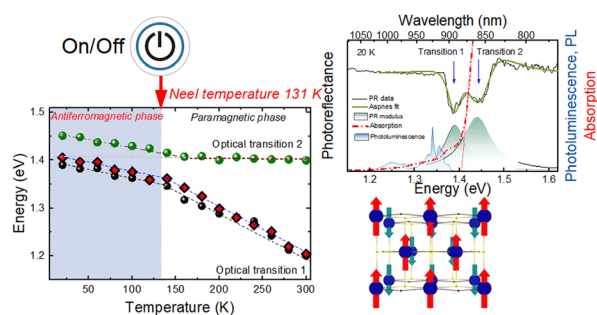 On/Off
Neel temperature 131 K
Antiferromagnetic phase
Paramagnetic phase
Optical transition 2
Optical transition 1
1.5
1.4
1.3
1.2
Energy (eV)
50 100 150 200 250 300
Temperature (K)
Wavelength (nm)
1050 1000 950 900 850 800
20 K
Transition 1
Transition 2
PR data
Aspnes fit
PR modulus
Absorption
Photoluminescence
Photoreflectance
Photoluminescence, PL
Absorption
1.2 1.3 1.4 1.5 1.6
Energy (eV)